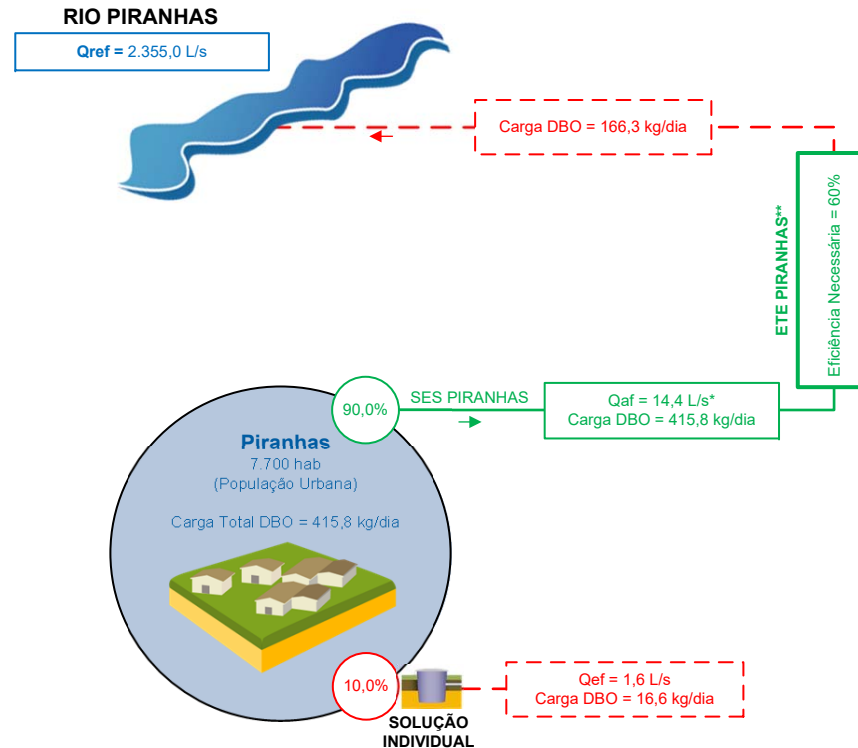 RIO PIRANHAS
Qref = 2.355,0 L/s
Carga DBO = 166,3 kg/dia
ETE PIRANHAS**
Eficiência Necessária = 60%
90,0%
SES PIRANHAS
Qaf = 14,4 L/s*
Carga DBO = 415,8 kg/dia
Piranhas
7.700 hab
(População Urbana)
Carga Total DBO = 415,8 kg/dia
10,0%
SOLUÇÃO
INDIVIDUAL
Qef = 1,6 L/s
Carga DBO = 16,6 kg/dia